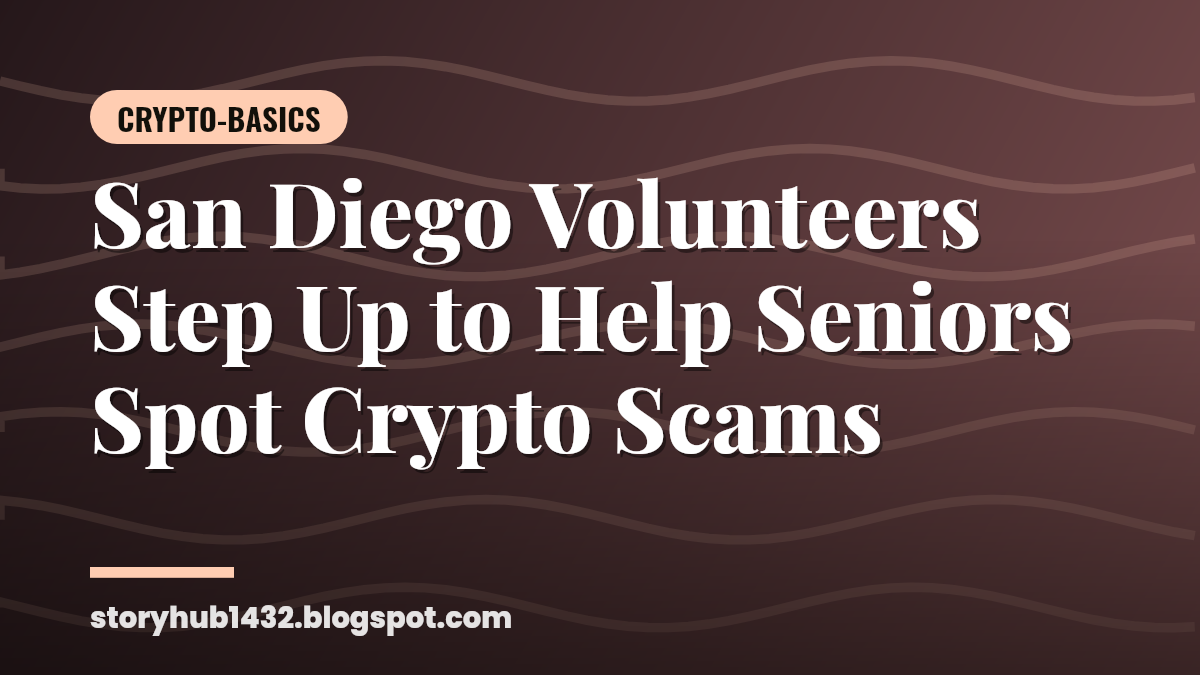 CRYPTO-BASICS
San Diego Volunteers
Step Up to Help Seniors
Spot Crypto Scams
storyhub1432.blogspot.com